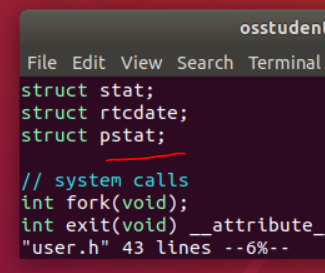 osstudent
File Edit View Search Terminal
struct stat;
struct rtcdate;
struct pstat;
// system calls
int fork(void);
int exit(void) __attribute_
"user.h" 43 lines --6%--